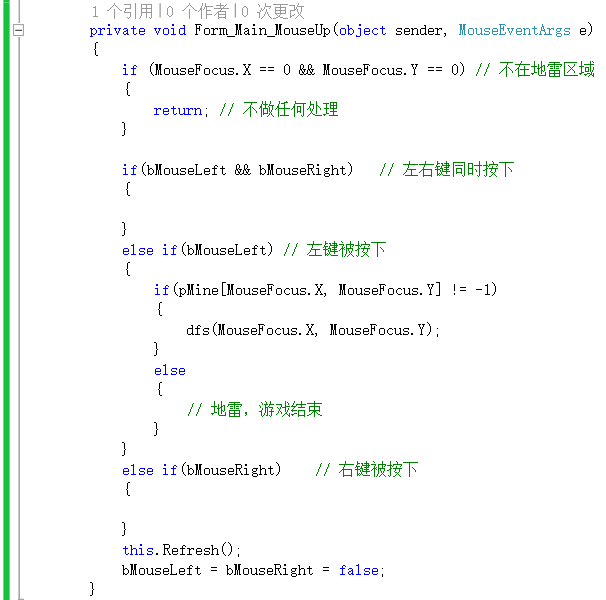 1 个引用|0 个作者|0 次更改
private void Form_Main_MouseUp(object sender, MouseEventArgs e)
{
if (MouseFocus.X == 0 && MouseFocus.Y == 0) // 不在地雷区域
{
return; // 不做任何处理
}
if(bMouseLeft && bMouseRight) // 左右键同时按下
{
}
else if(bMouseLeft) // 左键被按下
{
if(pMine[MouseFocus.X, MouseFocus.Y] != -1)
{
dfs(MouseFocus.X, MouseFocus.Y);
}
else
{
// 地雷，游戏结束
}
}
else if(bMouseRight) // 右键被按下
{
}
this.Refresh();
bMouseLeft = bMouseRight = false;
}